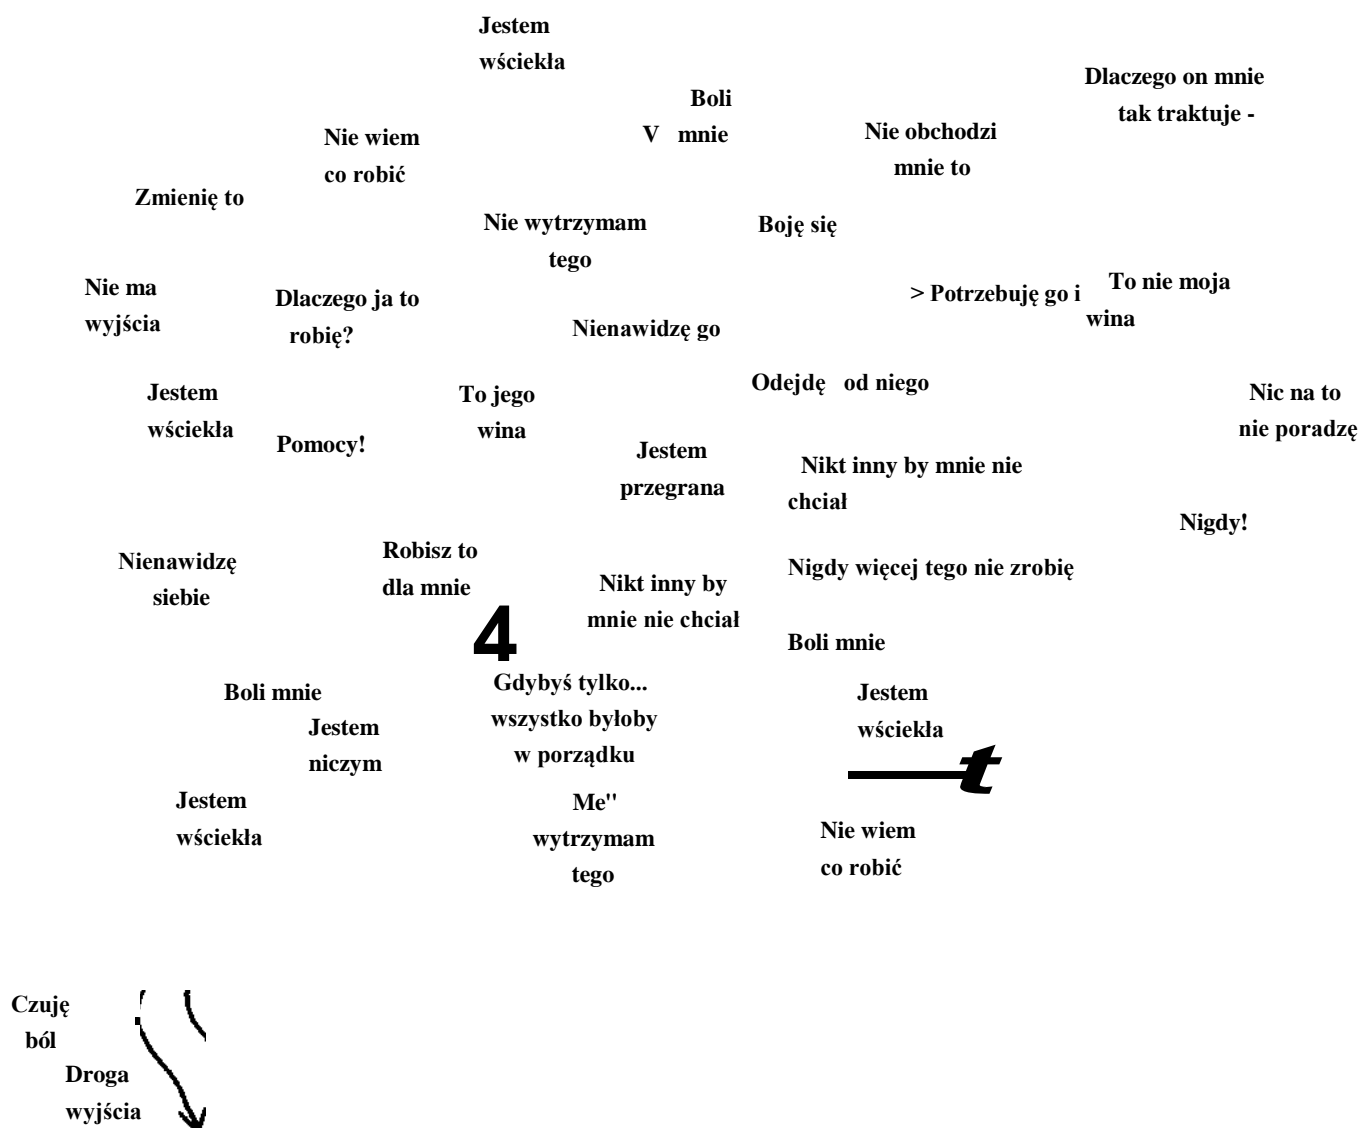 Jestem
wściekła
Dlaczego on mnie
tak traktuje -
Boli
V mnie
Nie obchodzi
mnie to
Nie wiem
co robić
Zmienię to
Nie wytrzymam
tego
Boję się
Nie ma
wyjścia
Dlaczego ja to
robię?
Nienawidzę go
> Potrzebuję go i
To nie moja
wina
Jestem
wściekła
Pomocy!
To jego
wina
Odejdę od niego
Nic na to
nie poradzę
Jestem
przegrana
Nikt inny by mnie nie
chciał
Nigdy!
Nienawidzę
siebie
Robisz to
dla mnie
4
Nikt inny by
mnie nie chciał
Nigdy więcej tego nie zrobię
Boli mnie
Boli mnie
Jestem
niczym
Gdybyś tylko...
wszystko byłoby
w porządku
Jestem
wściekła
t
Jestem
wściekła
Me"
wytrzymam
tego
Nie wiem
co robić
Czuję
ból
Droga
wyjścia